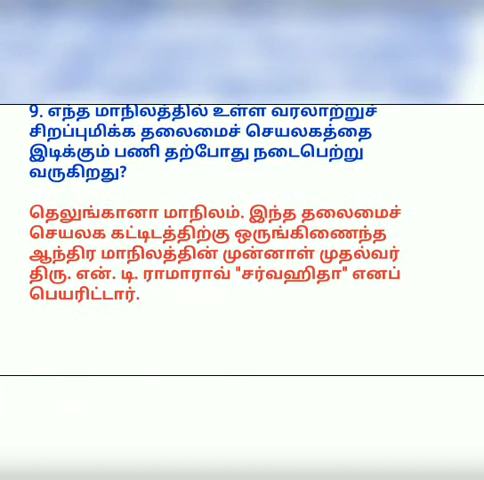 9. எந்த மாநிலத்தில் உள்ள வரலாற்றுச்
சிறப்புமிக்க தலைமைச் செயலகத்தை
இடிக்கும் பணி தற்போது நடைபெற்று
வருகிறது?
தெலுங்கானா மாநிலம். இந்த தலைமைச்
செயலக கட்டிடத்திற்கு ஒருங்கிணைந்த
ஆந்திர மாநிலத்தின் முன்னாள் முதல்வர்
திரு. என். டி. ராமாராவ் "சர்வஹிதா" எனப்
பெயரிட்டார்.